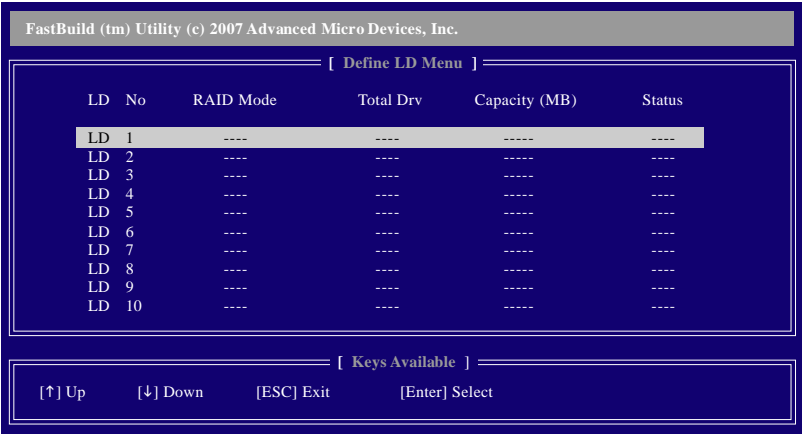 FastBuild (tm) Utility (c) 2007 Advanced Micro Devices, Inc.
[ Define LD Menu ]
LD No RAID Mode Total Drv Capacity (MB) Status
LD 1 ---- ---- ----- ----
LD 2 ---- ---- ----- ----
LD 3 ---- ---- ----- ----
LD 4 ---- ---- ----- ----
LD 5 ---- ---- ----- ----
LD 6 ---- ---- ----- ----
LD 7 ---- ---- ----- ----
LD 8 ---- ---- ----- ----
LD 9 ---- ---- ----- ----
LD 10 ---- ---- ----- ----
[ Keys Available ]
[↑] Up [↓] Down [ESC] Exit [Enter] Select